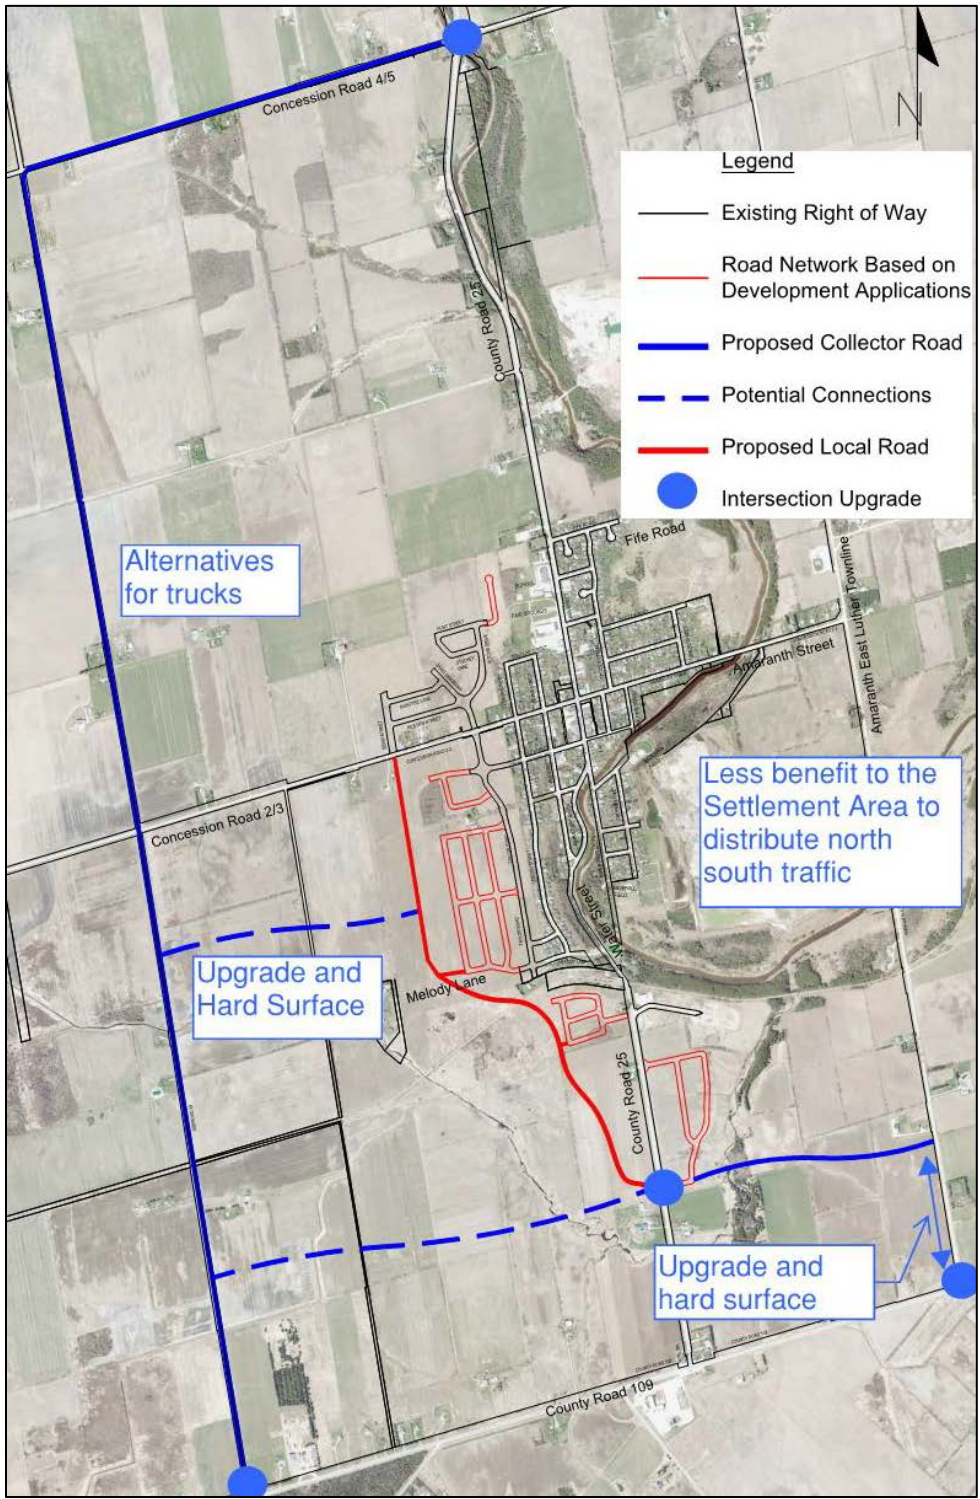 Concession Road 4/5
N
Legend
Existing Right of Way
Road Network Based on
Development Applications
Proposed Collector Road
Potential Connections
Proposed Local Road
Intersection Upgrade
County Road 25
Fife Road
Alternatives
for trucks
Amaranth East Luther Townline
Amaranth Street
Concession Road 2/3
Less benefit to the
Settlement Area to
distribute north
south traffic
Water Street
Upgrade and
Hard Surface
Melody Lane
County Road 25
Upgrade and
hard surface
County Road 109